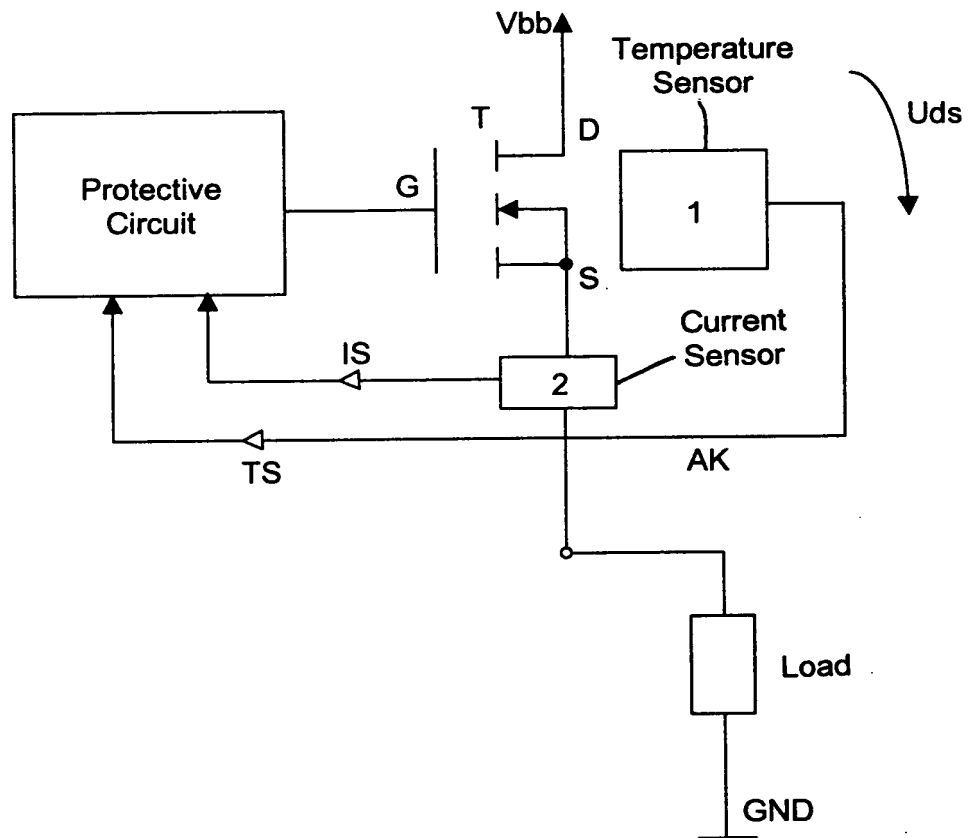 Vbb
Temperature
Sensor
Uds
T
D
Protective
Circuit
G
1
S
Current
Sensor
IS
2
TS
AK
Load
GND